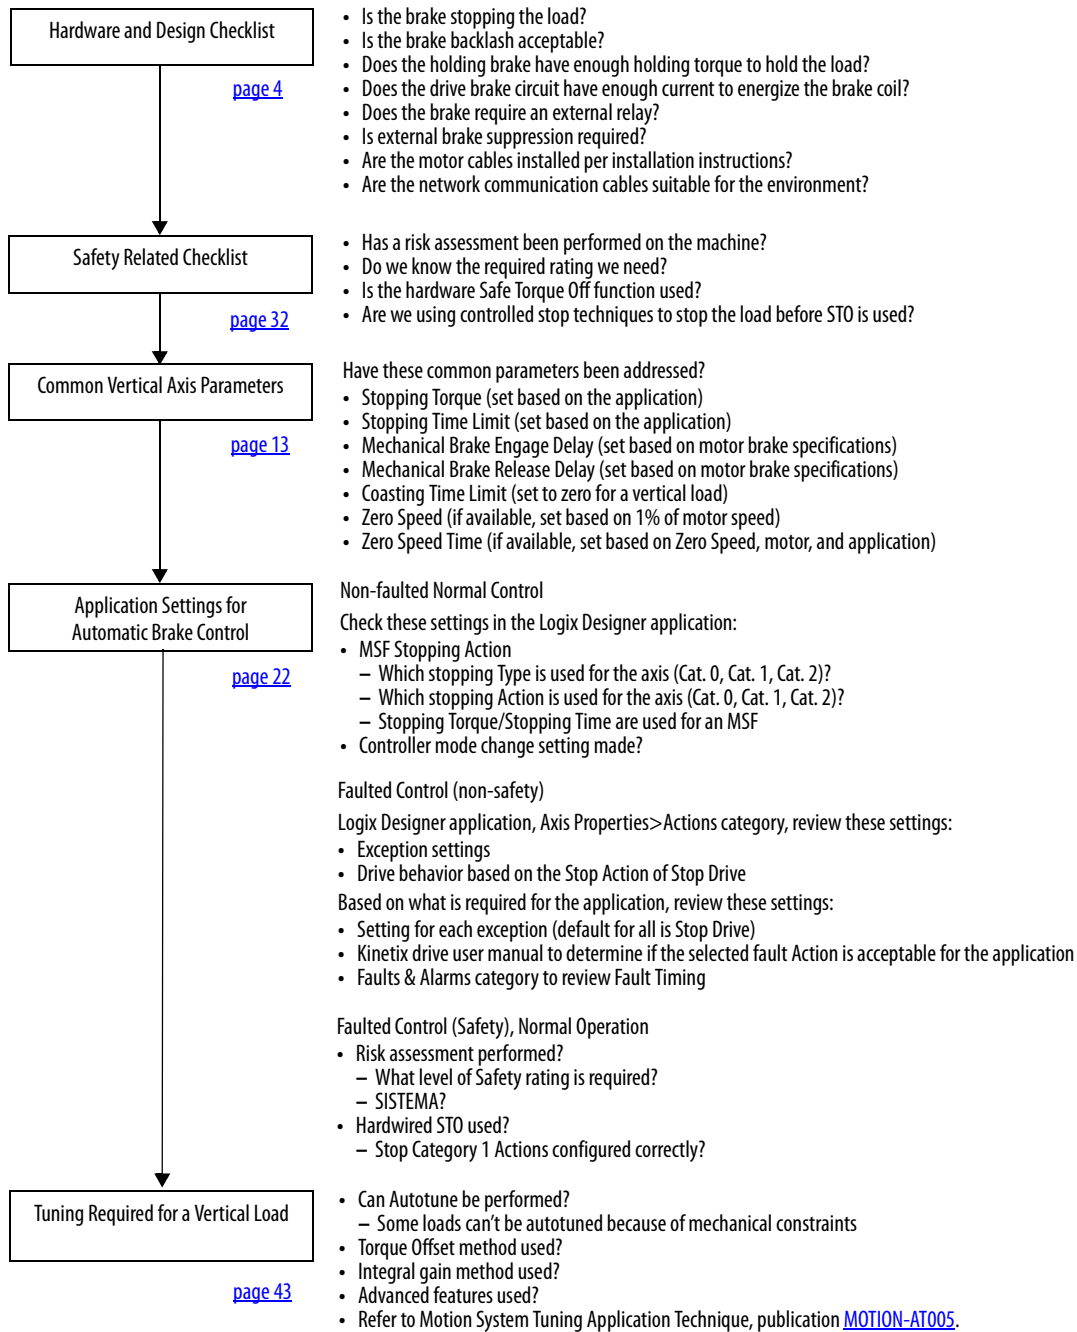 Hardware and Design Checklist
page 4
• Is the brake stopping the load?
• Is the brake backlash acceptable?
• Does the holding brake have enough holding torque to hold the load?
• Does the drive brake circuit have enough current to energize the brake coil?
• Does the brake require an external relay?
• Is external brake suppression required?
• Are the motor cables installed per installation instructions?
• Are the network communication cables suitable for the environment?
Safety Related Checklist
page 32
• Has a risk assessment been performed on the machine?
• Do we know the required rating we need?
• Is the hardware Safe Torque Off function used?
• Are we using controlled stop techniques to stop the load before STO is used?
Common Vertical Axis Parameters
page 13
Have these common parameters been addressed?
• Stopping Torque (set based on the application)
• Stopping Time Limit (set based on the application)
• Mechanical Brake Engage Delay (set based on motor brake specifications)
• Mechanical Brake Release Delay (set based on motor brake specifications)
• Coasting Time Limit (set to zero for a vertical load)
• Zero Speed (if available, set based on 1% of motor speed)
• Zero Speed Time (if available, set based on Zero Speed, motor, and application)
Application Settings for
Automatic Brake Control
page 22
Non-faulted Normal Control
Check these settings in the Logix Designer application:
• MSF Stopping Action
– Which stopping Type is used for the axis (Cat. 0, Cat. 1, Cat. 2)?
– Which stopping Action is used for the axis (Cat. 0, Cat. 1, Cat. 2)?
– Stopping Torque/Stopping Time are used for an MSF
• Controller mode change setting made?
Faulted Control (non-safety)
Logix Designer application, Axis Properties>Actions category, review these settings:
• Exception settings
• Drive behavior based on the Stop Action of Stop Drive
Based on what is required for the application, review these settings:
• Setting for each exception (default for all is Stop Drive)
• Kinetix drive user manual to determine if the selected fault Action is acceptable for the application
• Faults & Alarms category to review Fault Timing
Faulted Control (Safety), Normal Operation
• Risk assessment performed?
– What level of Safety rating is required?
– SISTEMA?
• Hardwired STO used?
– Stop Category 1 Actions configured correctly?
Tuning Required for a Vertical Load
page 43
• Can Autotune be performed?
– Some loads can't be autotuned because of mechanical constraints
• Torque Offset method used?
• Integral gain method used?
• Advanced features used?
• Refer to Motion System Tuning Application Technique, publication MOTION-AT005.